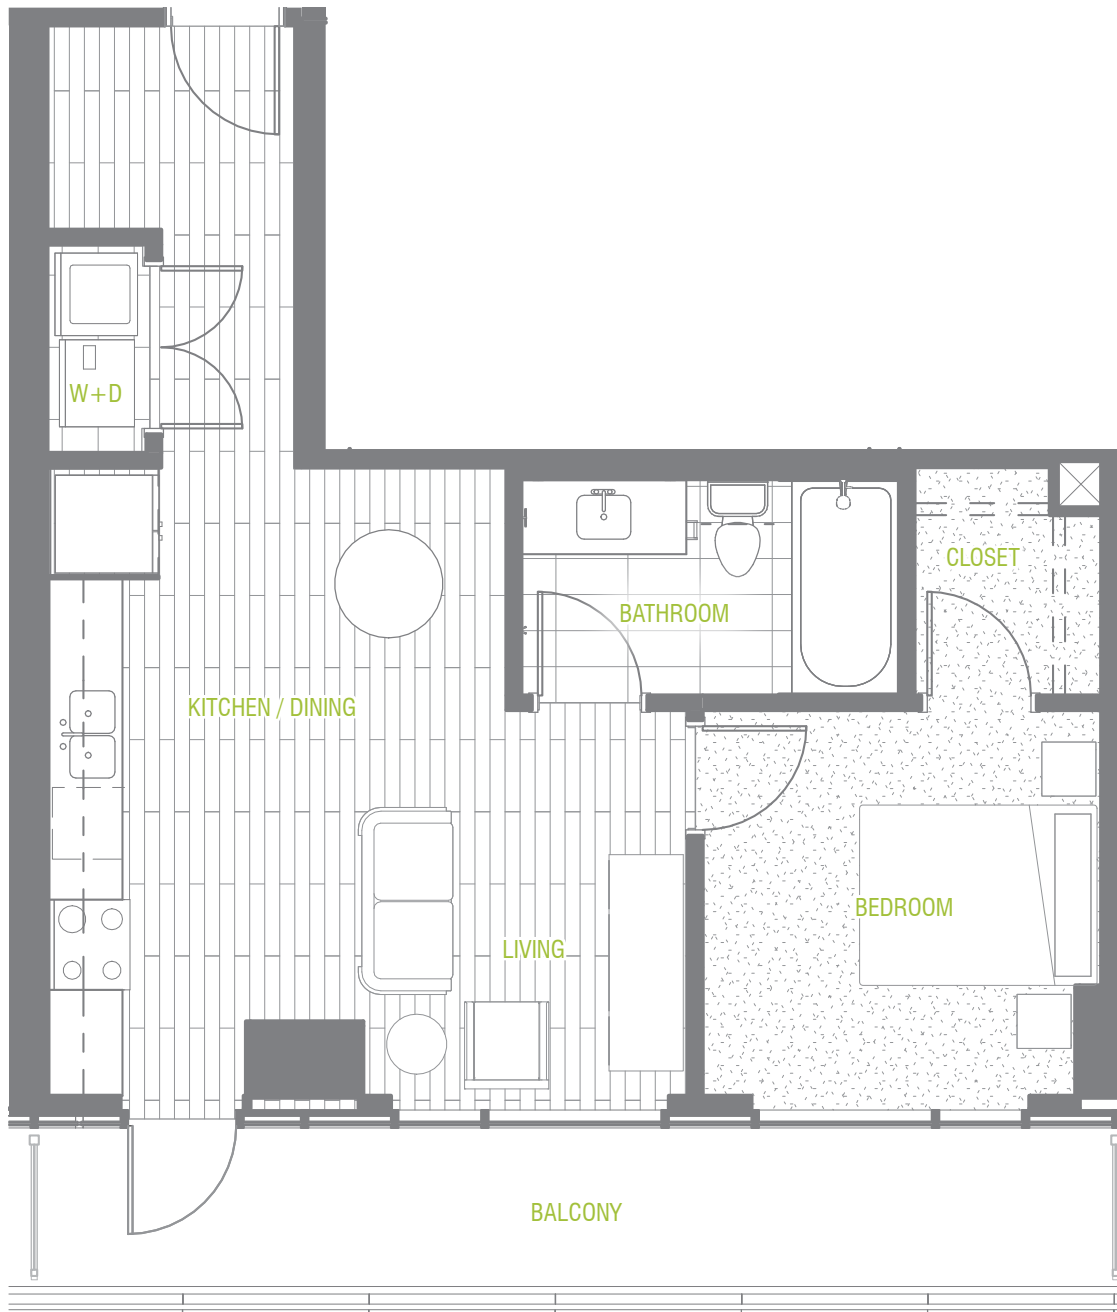 W+D
CLOSET
BATHROOM
KITCHEN / DINING
BEDROOM
LIVING
BALCONY